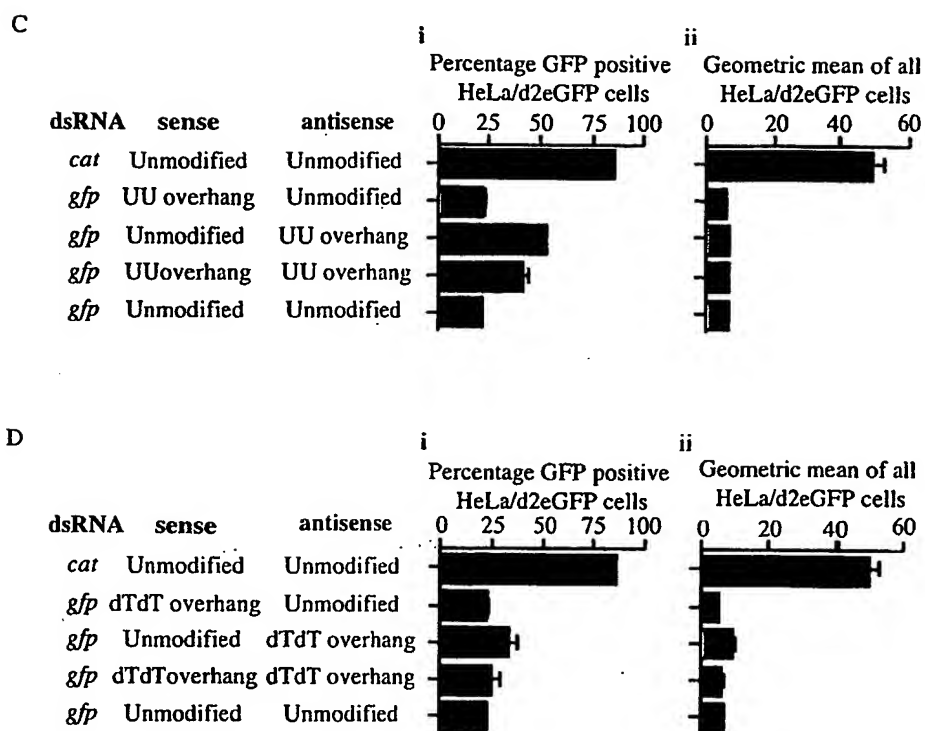 C
i ii
Percentage GFP positive Geometric mean of all
HeLa/d2eGFP cells HeLa/d2eGFP cells
dsRNA sense antisense 0 25 50 75 100 0 20 40 60
cat Unmodified Unmodified
gfp UU overhang Unmodified
gfp Unmodified UU overhang
gfp UUoverhang UU overhang
gfp Unmodified Unmodified
D
i ii
Percentage GFP positive Geometric mean of all
HeLa/d2eGFP cells HeLa/d2eGFP cells
dsRNA sense antisense 0 25 50 75 100 0 20 40 60
cat Unmodified Unmodified
gfp dTdT overhang Unmodified
gfp Unmodified dTdT overhang
gfp dTdToverhang dTdT overhang
gfp Unmodified Unmodified